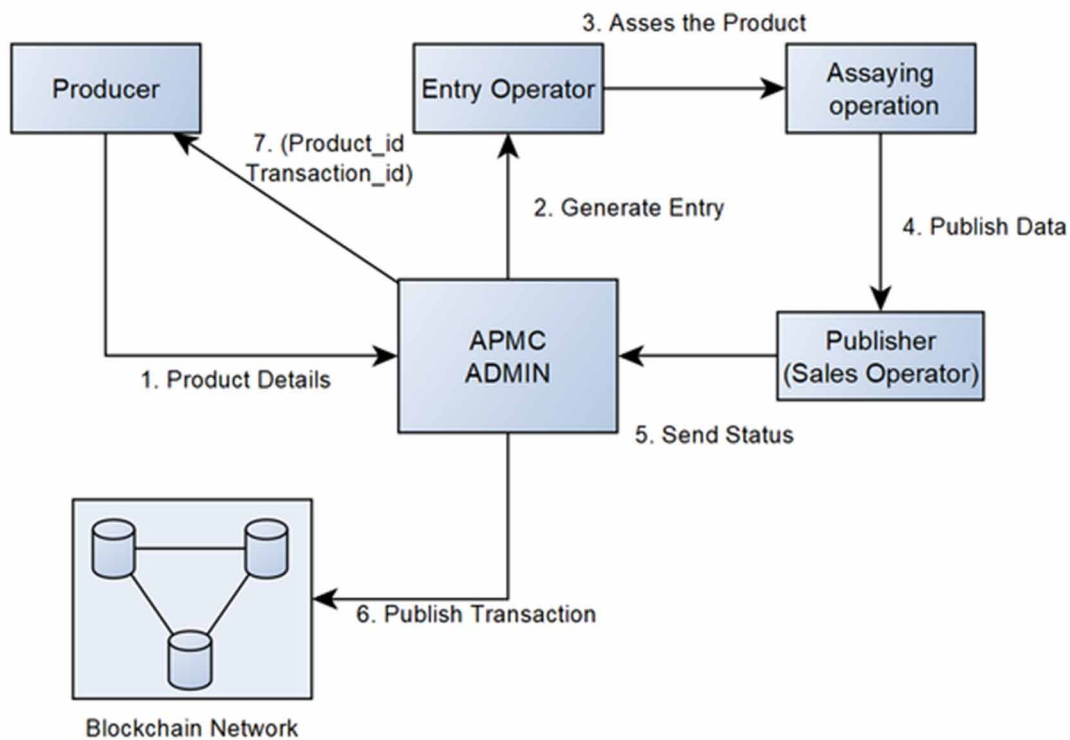 3. Asses the Product
Producer
Entry Operator
Assaying
operation
7. (Product_id
Transaction_id)
2. Generate Entry
4. Publish Data
APMC
ADMIN
Publisher
(Sales Operator)
1. Product Details
5. Send Status
6. Publish Transaction
Blockchain Network